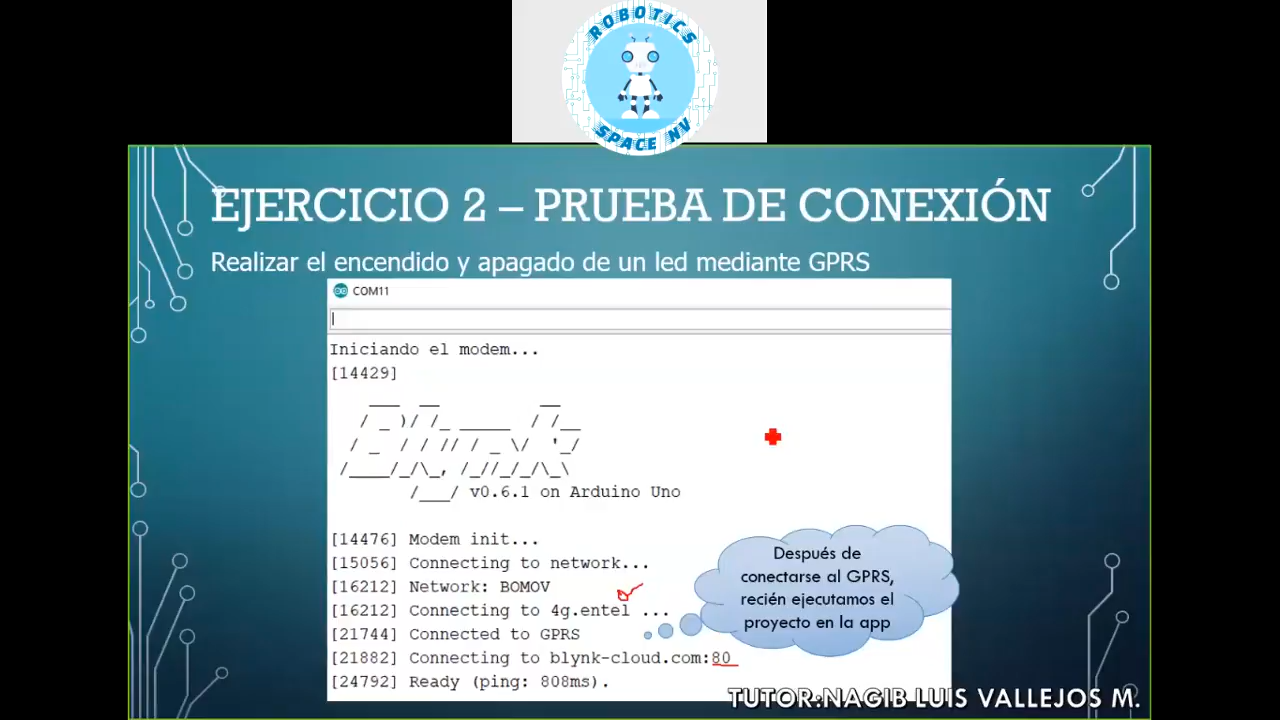 ROBOTICS
SPACE NV
EJERCICIO 2 – PRUEBA DE CONEXIÓN
Realizar el encendido y apagado de un led mediante GPRS
COM11
Iniciando el modem...
[14429]
Blynk
v0.6.1 on Arduino Uno
[14476] Modem init...
[15056] Connecting to network...
[16212] Network: BOMOV
[16212] Connecting to 4g.entel ...
[21744] Connected to GPRS
[21882] Connecting to blynk-cloud.com:80
[24792] Ready (ping: 808ms).
Después de
conectarse al GPRS,
recién ejecutamos el
proyecto en la app
TUTOR:NAGIB LUIS VALLEJOS M.